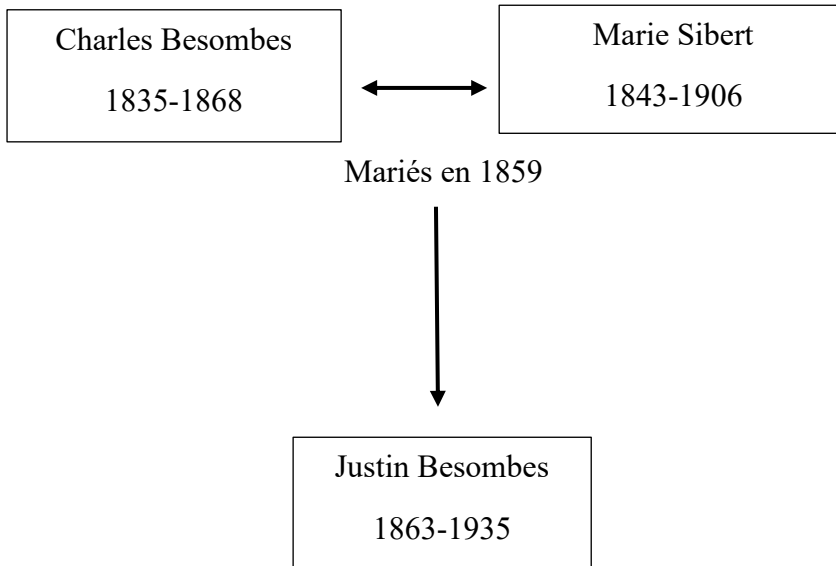 Charles Besombes
1835-1868
Marie Sibert
1843-1906
Mariés en 1859
Justin Besombes
1863-1935